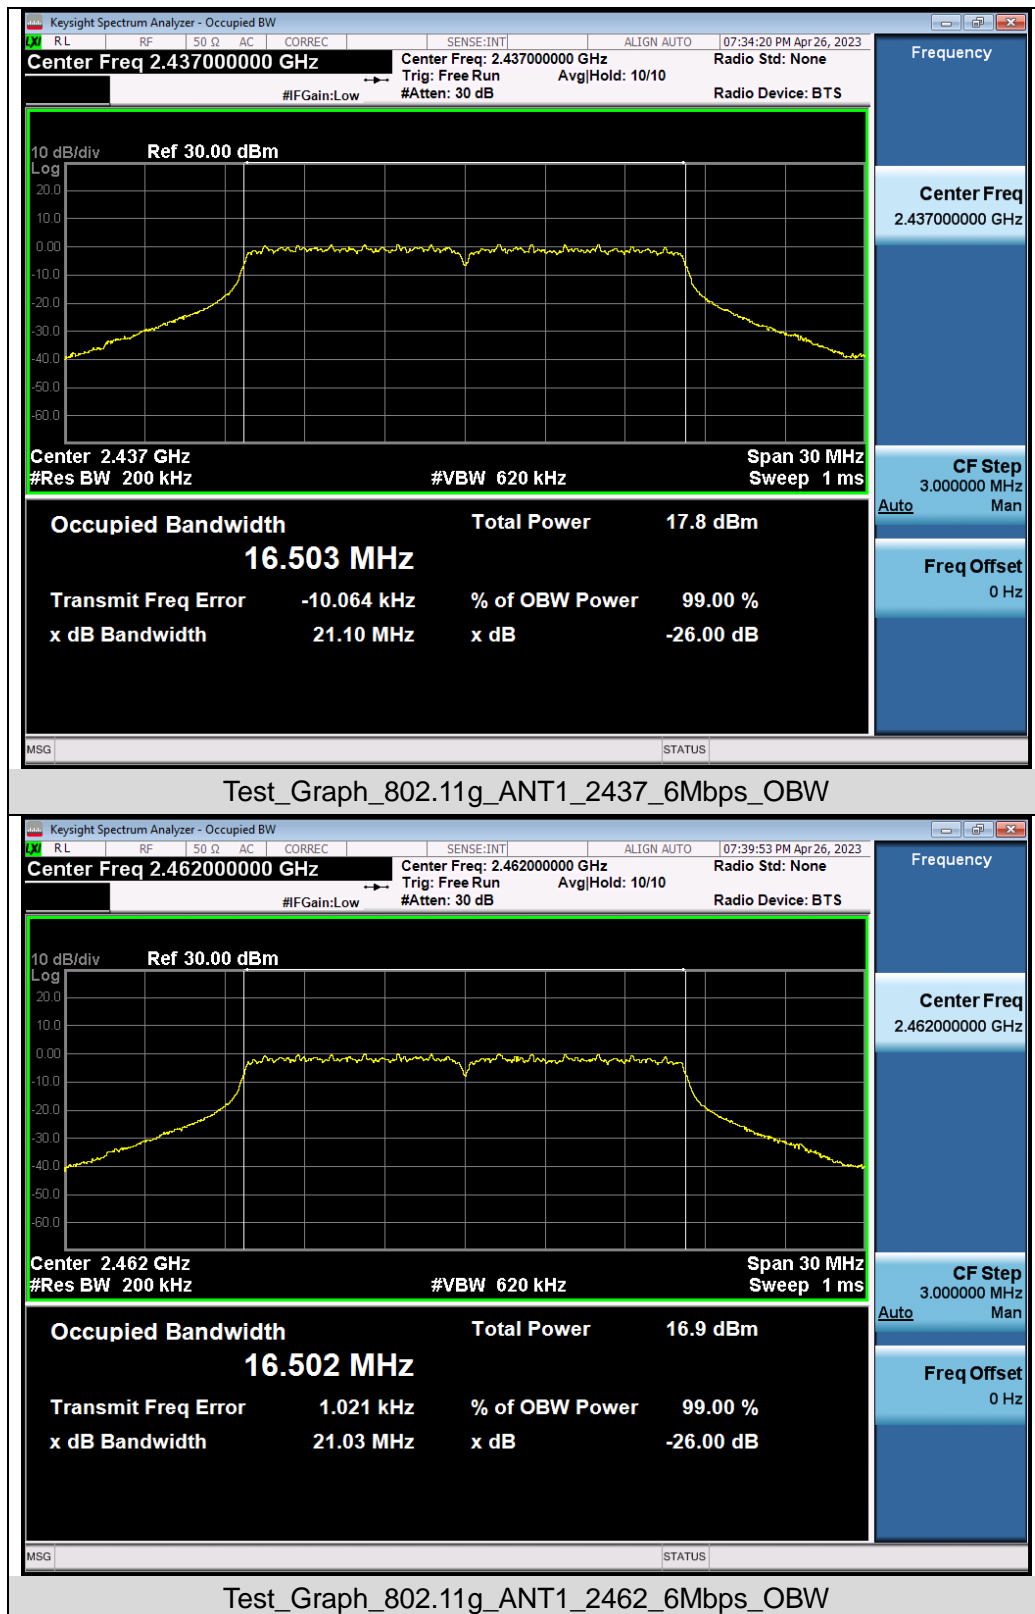 Keysight Spectrum Analyzer - Occupied BW
LXI RL RF 50 Ω AC CORREC SENSE:INT ALIGN AUTO 07:34:20 PM Apr 26, 2023
Center Freq 2.437000000 GHz Center Freq: 2.437000000 GHz Radio Std: None Frequency
Trig: Free Run Avg|Hold: 10/10
#IFGain:Low #Atten: 30 dB Radio Device: BTS
10 dB/div Ref 30.00 dBm
Log
20.0
10.0
0.00
-10.0
-20.0
-30.0
-40.0
-50.0
-60.0
Center Freq
2.437000000 GHz
Center 2.437 GHz Span 30 MHz
#Res BW 200 kHz #VBW 620 kHz Sweep 1 ms
CF Step
3.000000 MHz
Auto Man
Occupied Bandwidth Total Power 17.8 dBm
16.503 MHz
Freq Offset
0 Hz
Transmit Freq Error -10.064 kHz % of OBW Power 99.00 %
x dB Bandwidth 21.10 MHz x dB -26.00 dB
MSG STATUS
Test_Graph_802.11g_ANT1_2437_6Mbps_OBW
Keysight Spectrum Analyzer - Occupied BW
LXI RL RF 50 Ω AC CORREC SENSE:INT ALIGN AUTO 07:39:53 PM Apr 26, 2023
Center Freq 2.462000000 GHz Center Freq: 2.462000000 GHz Radio Std: None Frequency
Trig: Free Run Avg|Hold: 10/10
#IFGain:Low #Atten: 30 dB Radio Device: BTS
10 dB/div Ref 30.00 dBm
Log
20.0
10.0
0.00
-10.0
-20.0
-30.0
-40.0
-50.0
-60.0
Center Freq
2.462000000 GHz
Center 2.462 GHz Span 30 MHz
#Res BW 200 kHz #VBW 620 kHz Sweep 1 ms
CF Step
3.000000 MHz
Auto Man
Occupied Bandwidth Total Power 16.9 dBm
16.502 MHz
Freq Offset
0 Hz
Transmit Freq Error 1.021 kHz % of OBW Power 99.00 %
x dB Bandwidth 21.03 MHz x dB -26.00 dB
MSG STATUS
Test_Graph_802.11g_ANT1_2462_6Mbps_OBW